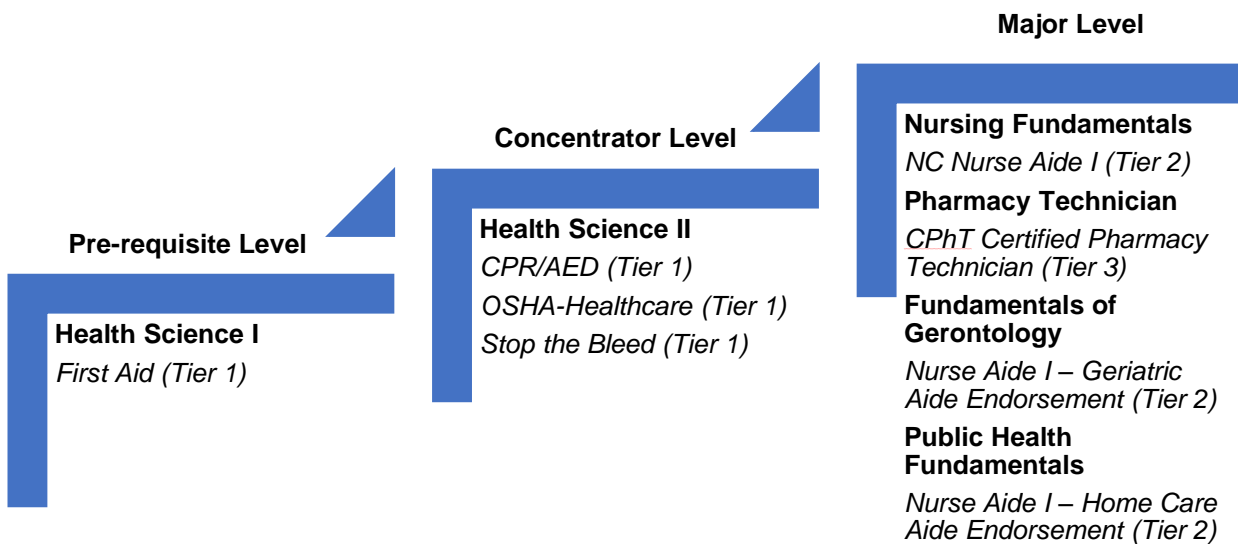 Pre-requisite Level
Health Science I
First Aid (Tier 1)
Concentrator Level
Health Science II
CPR/AED (Tier 1)
OSHA-Healthcare (Tier 1)
Stop the Bleed (Tier 1)
Major Level
Nursing Fundamentals
NC Nurse Aide I (Tier 2)
Pharmacy Technician
CPhT Certified Pharmacy
Technician (Tier 3)
Fundamentals of
Gerontology
Nurse Aide I – Geriatric
Aide Endorsement (Tier 2)
Public Health
Fundamentals
Nurse Aide I – Home Care
Aide Endorsement (Tier 2)